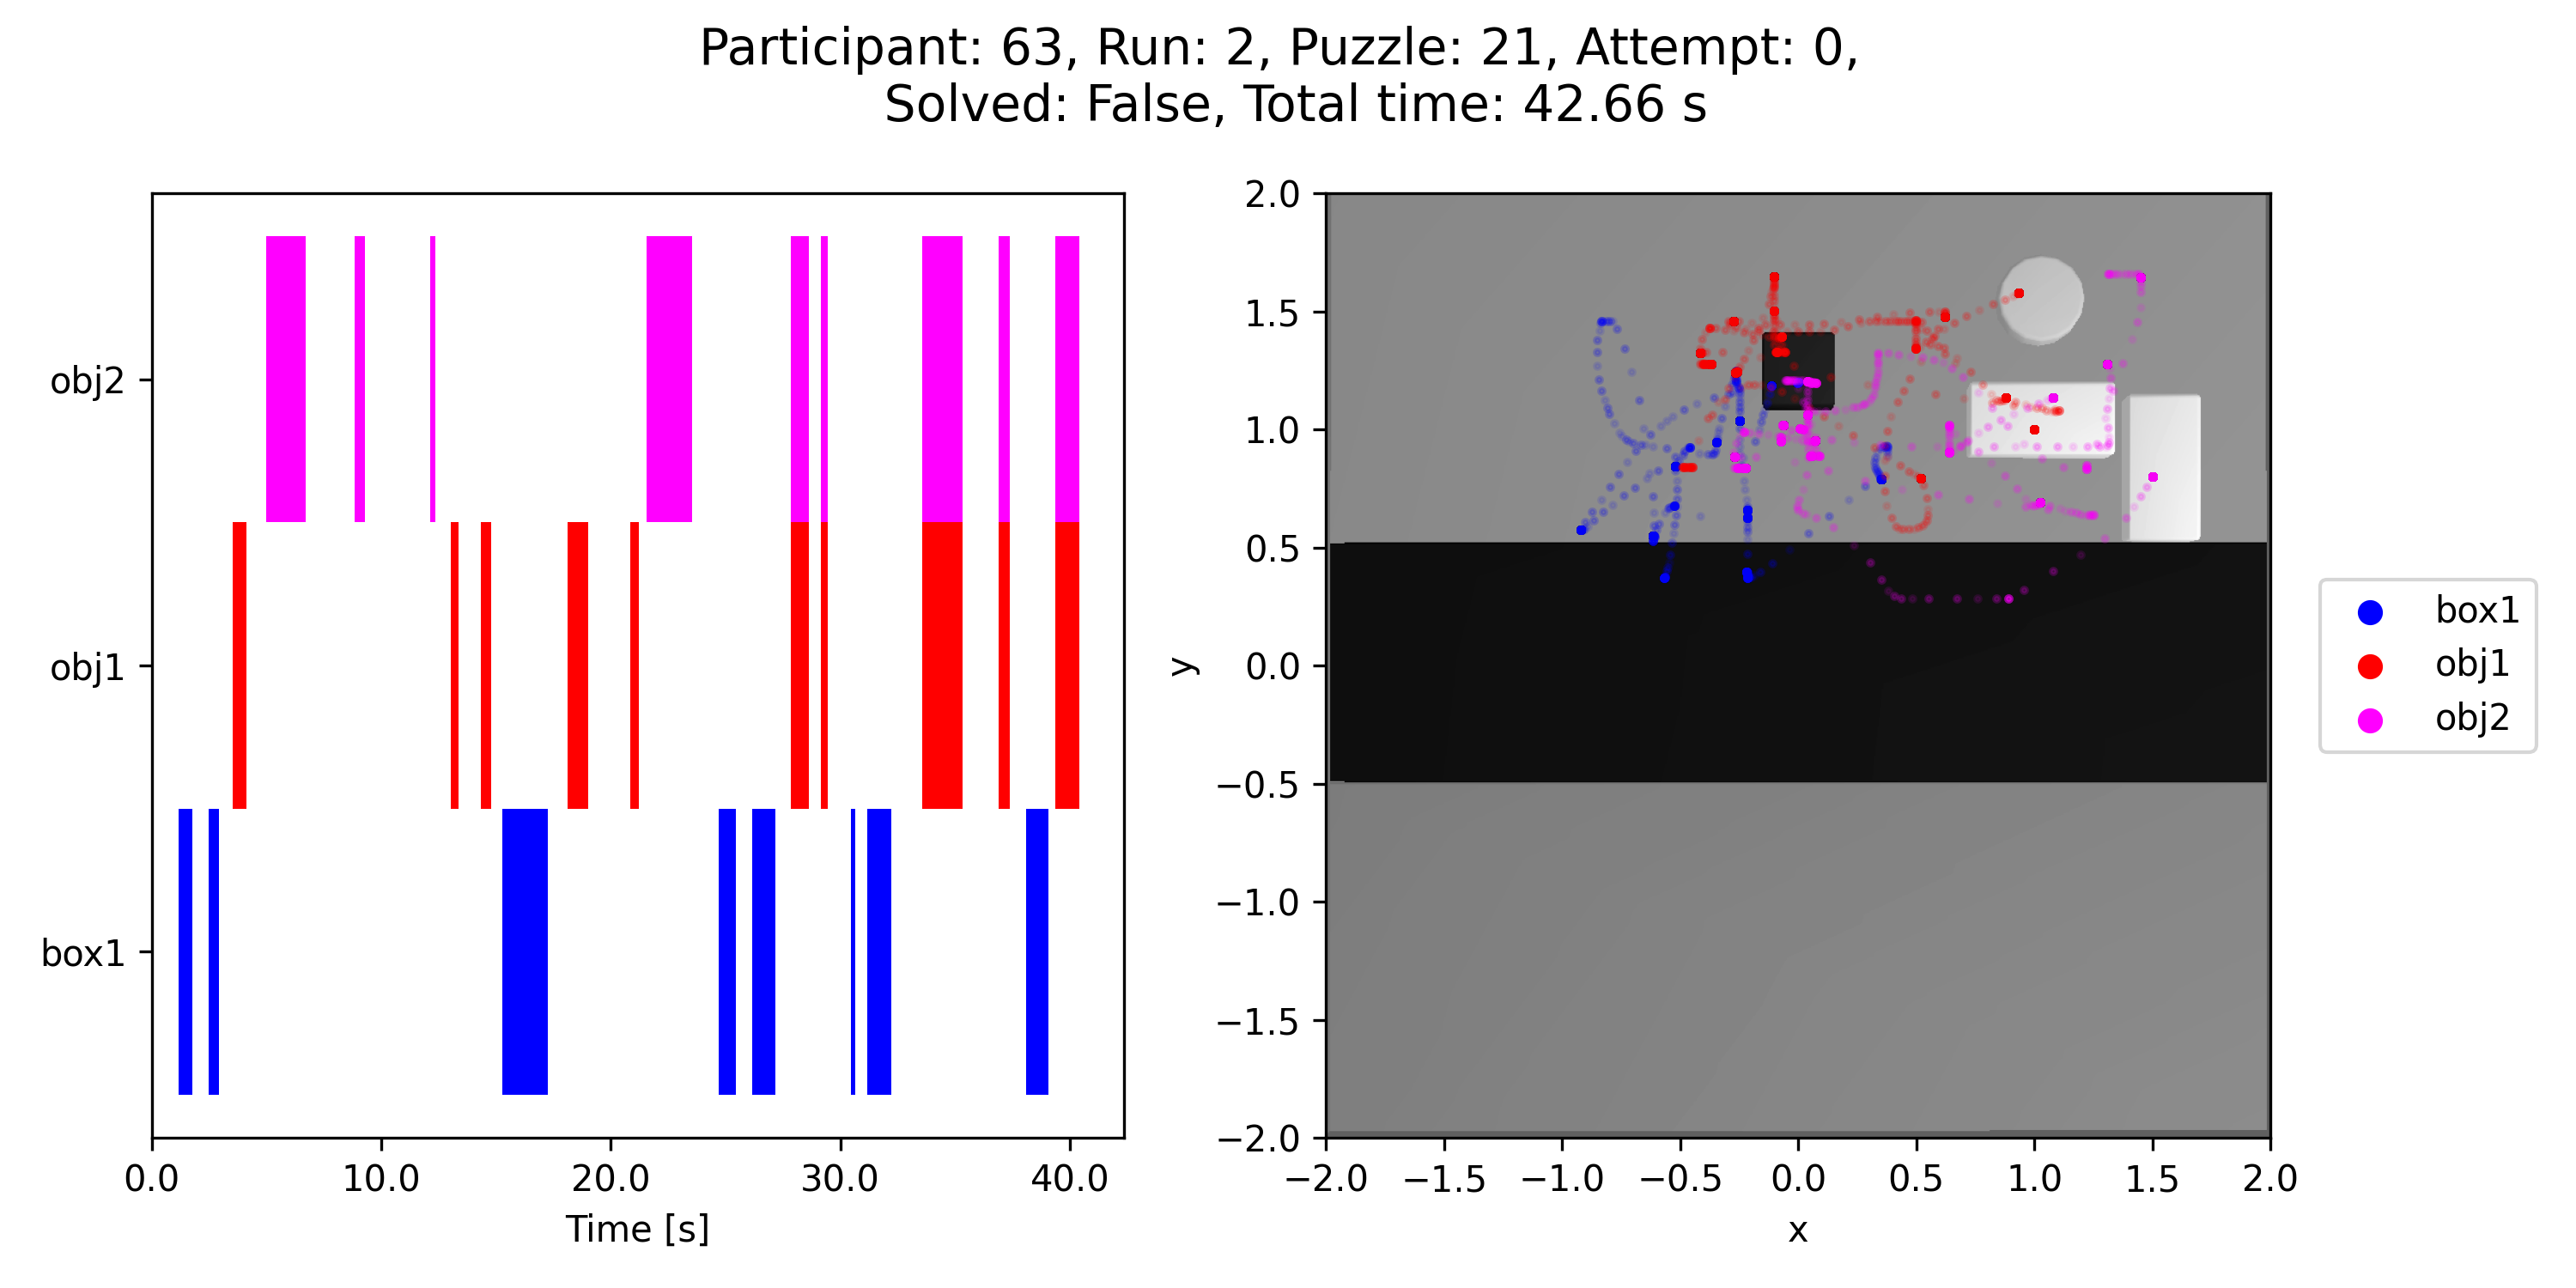 Participant: 63, Run: 2, Puzzle: 21, Attempt: 0,
Solved: False, Total time: 42.66 s
obj2
obj1
box1
0.0 10.0 20.0 30.0 40.0
Time [s]
2.0
1.5
1.0
0.5
0.0
−0.5
−1.0
−1.5
−2.0
y
−2.0 −1.5 −1.0 −0.5 0.0 0.5 1.0 1.5 2.0
x
box1
obj1
obj2